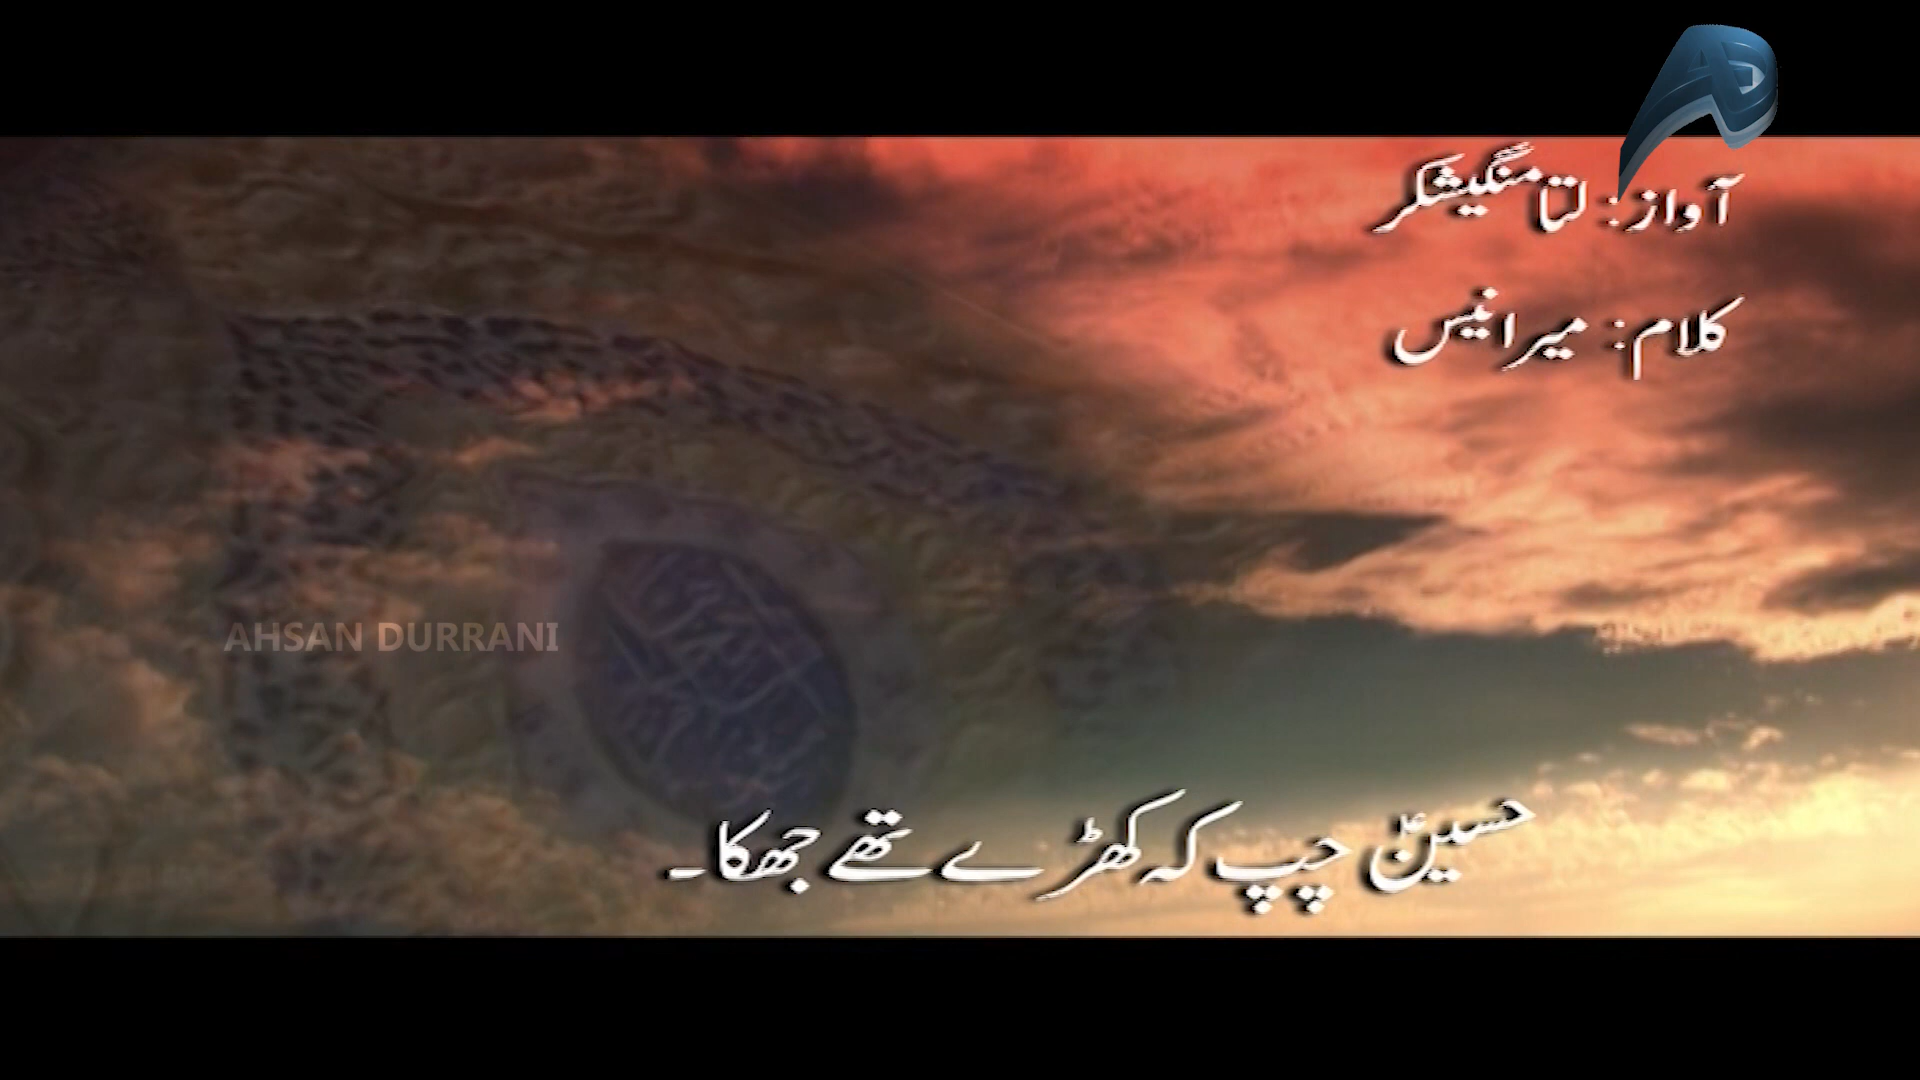 آواز: لتا منگیشکر
کلام: میر انیس
AHSAN DURRANI
حسینؑ چپ کہ کھڑے تھے جھکا۔